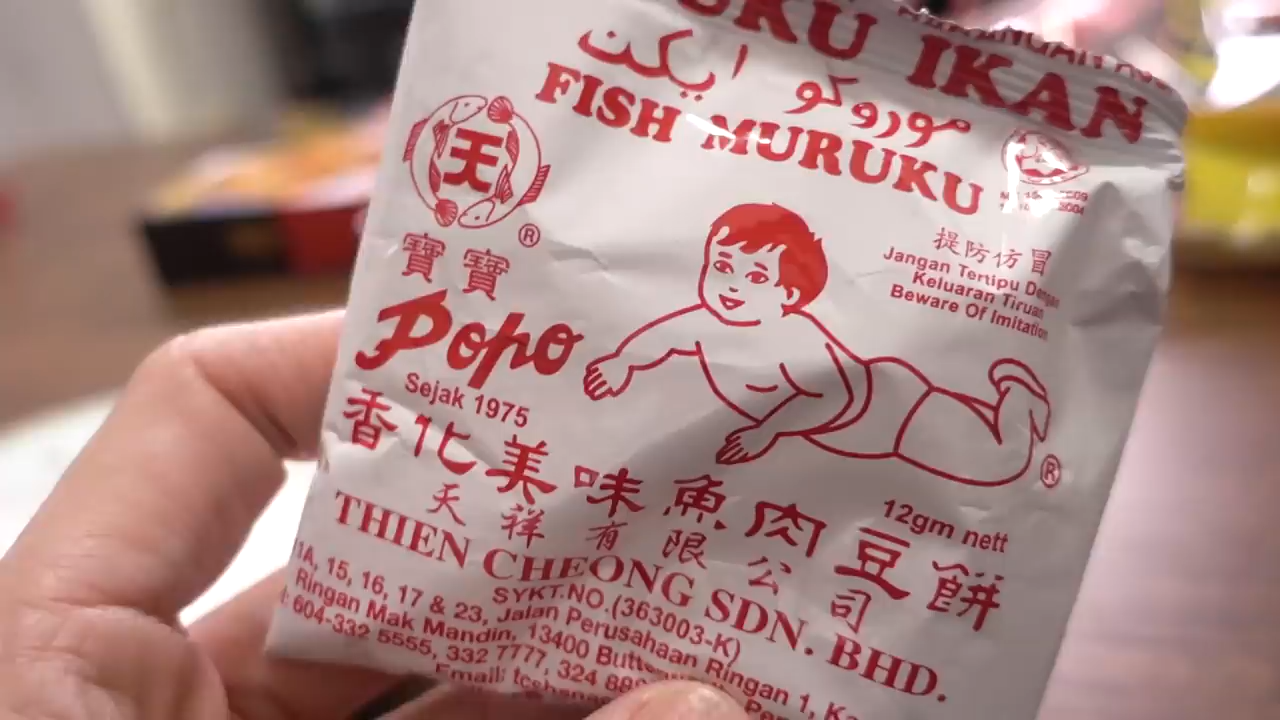 IKAN
موروكو ايكن
FISH MURUKU
天
®
寶寶
Popo
Sejak 1975
提防仿冒
Jangan Tertipu
Keluaran Tiruan
Beware Of Imitation
®
12gm nett
香化美味魚肉豆餅
天祥有限公司
THIEN CHEONG SDN. BHD.
SYKT.NO.(363003-K)
1A, 15, 16, 17 & 23, Jalan Perusahaan Ringan 1,
Ringan Mak Mandin, 13400
604-332 5555, 332 7777, 324
Email: